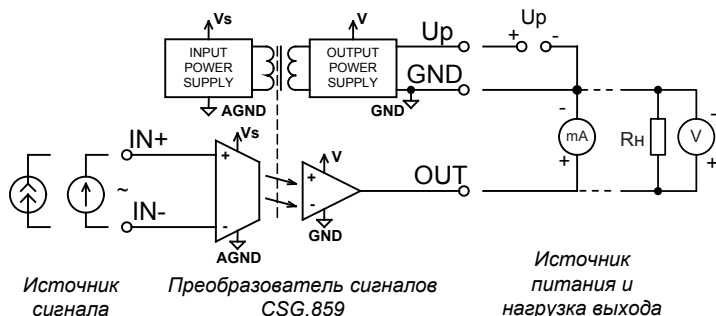 Vs
V
Up
Up
+ -
INPUT
POWER
SUPPLY
OUTPUT
POWER
SUPPLY
GND
AGND
GND
-
-
IN+
Vs
V
mA
Rн
V
+
+
+
+
OUT
~
IN-
-
-
GND
AGND
Источник
сигнала
Преобразователь сигналов
CSG.859
Источник
питания и
нагрузка выхода